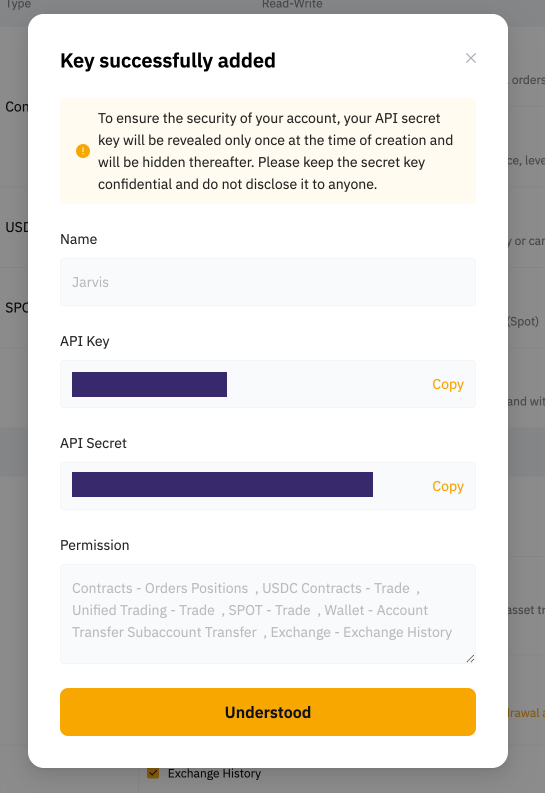 Type
Read-Write
Key successfully added
To ensure the security of your account, your API secret
key will be revealed only once at the time of creation and
will be hidden thereafter. Please keep the secret key
confidential and do not disclose it to anyone.
Name
Jarvis
API Key
Copy
API Secret
Copy
Permission
Contracts - Orders Positions , USDC Contracts - Trade ,
Unified Trading - Trade , SPOT - Trade , Wallet - Account
Transfer Subaccount Transfer , Exchange - Exchange History
Understood
Exchange History
orders
Con
ce, leve
USD
y or can
SPO
(Spot)
and wit
asset tr
drawal a